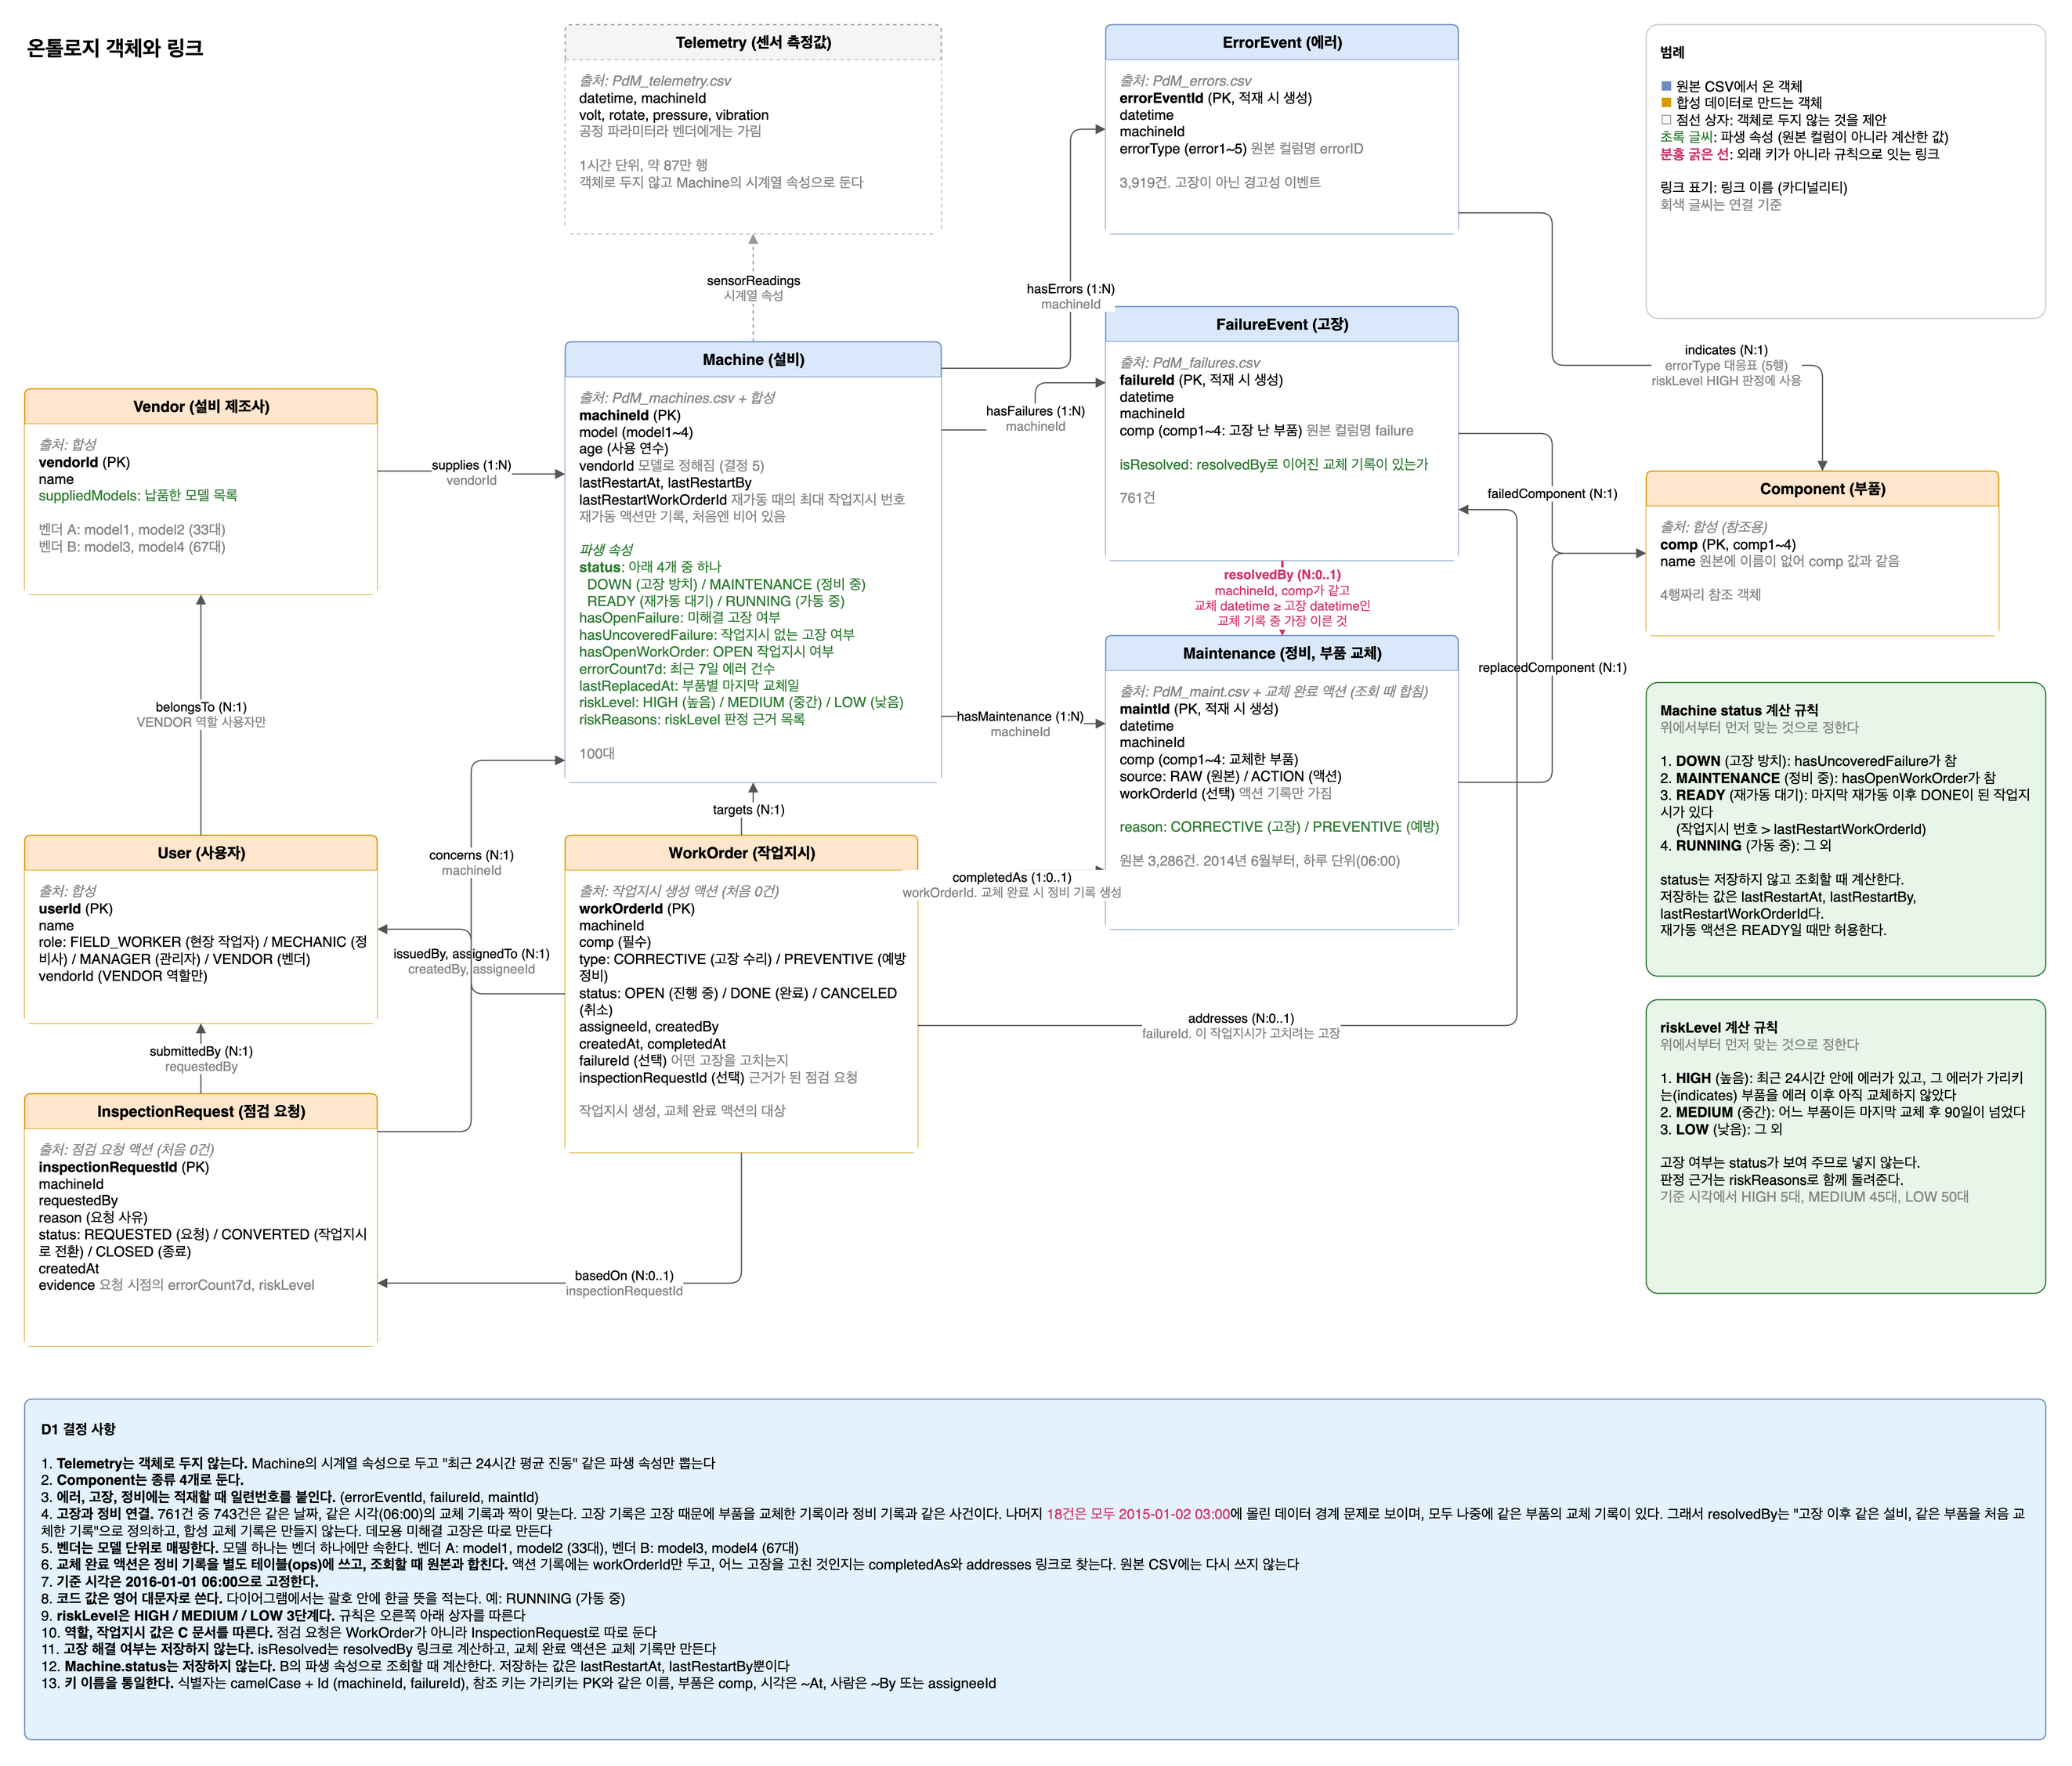 온톨로지 객체와 링크
Telemetry (센서 측정값)
출처: PdM_telemetry.csv
datetime, machineId
volt, rotate, pressure, vibration
공정 파라미터라 벤더에게는 가림
1시간 단위, 약 87만 행
객체로 두지 않고 Machine의 시계열 속성으로 둔다
ErrorEvent (에러)
출처: PdM_errors.csv
errorEventId (PK, 적재 시 생성)
datetime
machineId
errorType (error1~5) 원본 컬럼명 errorID
3,919건. 고장이 아닌 경고성 이벤트
범례
원본 CSV에서 온 객체
합성 데이터로 만드는 객체
점선 상자: 객체로 두지 않는 것을 제안
초록 글씨: 파생 속성 (원본 컬럼이 아니라 계산한 값)
분홍 굵은 선: 외래 키가 아니라 규칙으로 잇는 링크
링크 표기: 링크 이름 (카디널리티)
회색 글씨는 연결 기준
sensorReadings
시계열 속성
hasErrors (1:N)
machineId
indicates (N:1)
errorType 대응표 (5행)
riskLevel HIGH 판정에 사용
Machine (설비)
출처: PdM_machines.csv + 합성
machineId (PK)
model (model1~4)
age (사용 연수)
vendorId 모델로 정해짐 (결정 5)
lastRestartAt, lastRestartBy
lastRestartWorkOrderId 재가동 때의 최대 작업지시 번호
재가동 액션만 기록, 처음엔 비어 있음
파생 속성
status: 아래 4개 중 하나
DOWN (고장 방치) / MAINTENANCE (정비 중)
READY (재가동 대기) / RUNNING (가동 중)
hasOpenFailure: 미해결 고장 여부
hasUncoveredFailure: 작업지시 없는 고장 여부
hasOpenWorkOrder: OPEN 작업지시 여부
errorCount7d: 최근 7일 에러 건수
lastReplacedAt: 부품별 마지막 교체일
riskLevel: HIGH (높음) / MEDIUM (중간) / LOW (낮음)
riskReasons: riskLevel 판정 근거 목록
100대
hasFailures (1:N)
machineId
FailureEvent (고장)
출처: PdM_failures.csv
failureId (PK, 적재 시 생성)
datetime
machineId
comp (comp1~4: 고장 난 부품) 원본 컬럼명 failure
isResolved: resolvedBy로 이어진 교체 기록이 있는가
761건
Vendor (설비 제조사)
출처: 합성
vendorId (PK)
name
suppliedModels: 납품한 모델 목록
벤더 A: model1, model2 (33대)
벤더 B: model3, model4 (67대)
supplies (1:N)
vendorId
failedComponent (N:1)
Component (부품)
출처: 합성 (참조용)
comp (PK, comp1~4)
name 원본에 이름이 없어 comp 값과 같음
4행짜리 참조 객체
resolvedBy (N:0..1)
machineId, comp가 같고
교체 datetime ≥ 고장 datetime인
교체 기록 중 가장 이른 것
replacedComponent (N:1)
belongsTo (N:1)
VENDOR 역할 사용자만
hasMaintenance (1:N)
machineId
Maintenance (정비, 부품 교체)
출처: PdM_maint.csv + 교체 완료 액션 (조회 때 합침)
maintId (PK, 적재 시 생성)
datetime
machineId
comp (comp1~4: 교체한 부품)
source: RAW (원본) / ACTION (액션)
workOrderId (선택) 액션 기록만 가짐
reason: CORRECTIVE (고장) / PREVENTIVE (예방)
원본 3,286건. 2014년 6월부터, 하루 단위(06:00)
Machine status 계산 규칙
위에서부터 먼저 맞는 것으로 정한다
1. DOWN (고장 방치): hasUncoveredFailure가 참
2. MAINTENANCE (정비 중): hasOpenWorkOrder가 참
3. READY (재가동 대기): 마지막 재가동 이후 DONE이 된 작업지
시가 있다
(작업지시 번호 > lastRestartWorkOrderId)
4. RUNNING (가동 중): 그 외
status는 저장하지 않고 조회할 때 계산한다.
저장하는 값은 lastRestartAt, lastRestartBy,
lastRestartWorkOrderId다.
재가동 액션은 READY일 때만 허용한다.
targets (N:1)
concerns (N:1)
machineId
User (사용자)
출처: 합성
userId (PK)
name
role: FIELD_WORKER (현장 작업자) / MECHANIC (정
비사) / MANAGER (관리자) / VENDOR (벤더)
vendorId (VENDOR 역할만)
issuedBy, assignedTo (N:1)
createdBy, assigneeId
WorkOrder (작업지시)
출처: 작업지시 생성 액션 (처음 0건)
workOrderId (PK)
machineId
comp (필수)
type: CORRECTIVE (고장 수리) / PREVENTIVE (예방
정비)
status: OPEN (진행 중) / DONE (완료) / CANCELED
(취소)
assigneeId, createdBy
createdAt, completedAt
failureId (선택) 어떤 고장을 고치는지
inspectionRequestId (선택) 근거가 된 점검 요청
작업지시 생성, 교체 완료 액션의 대상
completedAs (1:0..1)
workOrderId. 교체 완료 시 정비 기록 생성
addresses (N:0..1)
failureId. 이 작업지시가 고치려는 고장
submittedBy (N:1)
requestedBy
InspectionRequest (점검 요청)
출처: 점검 요청 액션 (처음 0건)
inspectionRequestId (PK)
machineId
requestedBy
reason (요청 사유)
status: REQUESTED (요청) / CONVERTED (작업지시
로 전환) / CLOSED (종료)
createdAt
evidence 요청 시점의 errorCount7d, riskLevel
basedOn (N:0..1)
inspectionRequestId
riskLevel 계산 규칙
위에서부터 먼저 맞는 것으로 정한다
1. HIGH (높음): 최근 24시간 안에 에러가 있고, 그 에러가 가리키
는(indicates) 부품을 에러 이후 아직 교체하지 않았다
2. MEDIUM (중간): 어느 부품이든 마지막 교체 후 90일이 넘었다
3. LOW (낮음): 그 외
고장 여부는 status가 보여 주므로 넣지 않는다.
판정 근거는 riskReasons로 함께 돌려준다.
기준 시각에서 HIGH 5대, MEDIUM 45대, LOW 50대
D1 결정 사항
1. Telemetry는 객체로 두지 않는다. Machine의 시계열 속성으로 두고 "최근 24시간 평균 진동" 같은 파생 속성만 뽑는다
2. Component는 종류 4개로 둔다.
3. 에러, 고장, 정비에는 적재할 때 일련번호를 붙인다. (errorEventId, failureId, maintId)
4. 고장과 정비 연결. 761건 중 743건은 같은 날짜, 같은 시각(06:00)의 교체 기록과 짝이 맞는다. 고장 기록은 고장 때문에 부품을 교체한 기록이라 정비 기록과 같은 사건이다. 나머지 18건은 모두 2015-01-02 03:00에 몰린 데이터 경계 문제로 보이며, 모두 나중에 같은 부품의 교체 기록이 있다. 그래서 resolvedBy는 "고장 이후 같은 설비, 같은 부품을 처음 교
체한 기록"으로 정의하고, 합성 교체 기록은 만들지 않는다. 데모용 미해결 고장은 따로 만든다
5. 벤더는 모델 단위로 매핑한다. 모델 하나는 벤더 하나에만 속한다. 벤더 A: model1, model2 (33대), 벤더 B: model3, model4 (67대)
6. 교체 완료 액션은 정비 기록을 별도 테이블(ops)에 쓰고, 조회할 때 원본과 합친다. 액션 기록에는 workOrderId만 두고, 어느 고장을 고친 것인지는 completedAs와 addresses 링크로 찾는다. 원본 CSV에는 다시 쓰지 않는다
7. 기준 시각은 2016-01-01 06:00으로 고정한다.
8. 코드 값은 영어 대문자로 쓴다. 다이어그램에서는 괄호 안에 한글 뜻을 적는다. 예: RUNNING (가동 중)
9. riskLevel은 HIGH / MEDIUM / LOW 3단계다. 규칙은 오른쪽 아래 상자를 따른다
10. 역할, 작업지시 값은 C 문서를 따른다. 점검 요청은 WorkOrder가 아니라 InspectionRequest로 따로 둔다
11. 고장 해결 여부는 저장하지 않는다. isResolved는 resolvedBy 링크로 계산하고, 교체 완료 액션은 교체 기록만 만든다
12. Machine.status는 저장하지 않는다. B의 파생 속성으로 조회할 때 계산한다. 저장하는 값은 lastRestartAt, lastRestartBy뿐이다
13. 키 이름을 통일한다. 식별자는 camelCase + Id (machineId, failureId), 참조 키는 가리키는 PK와 같은 이름, 부품은 comp, 시각은 ~At, 사람은 ~By 또는 assigneeId